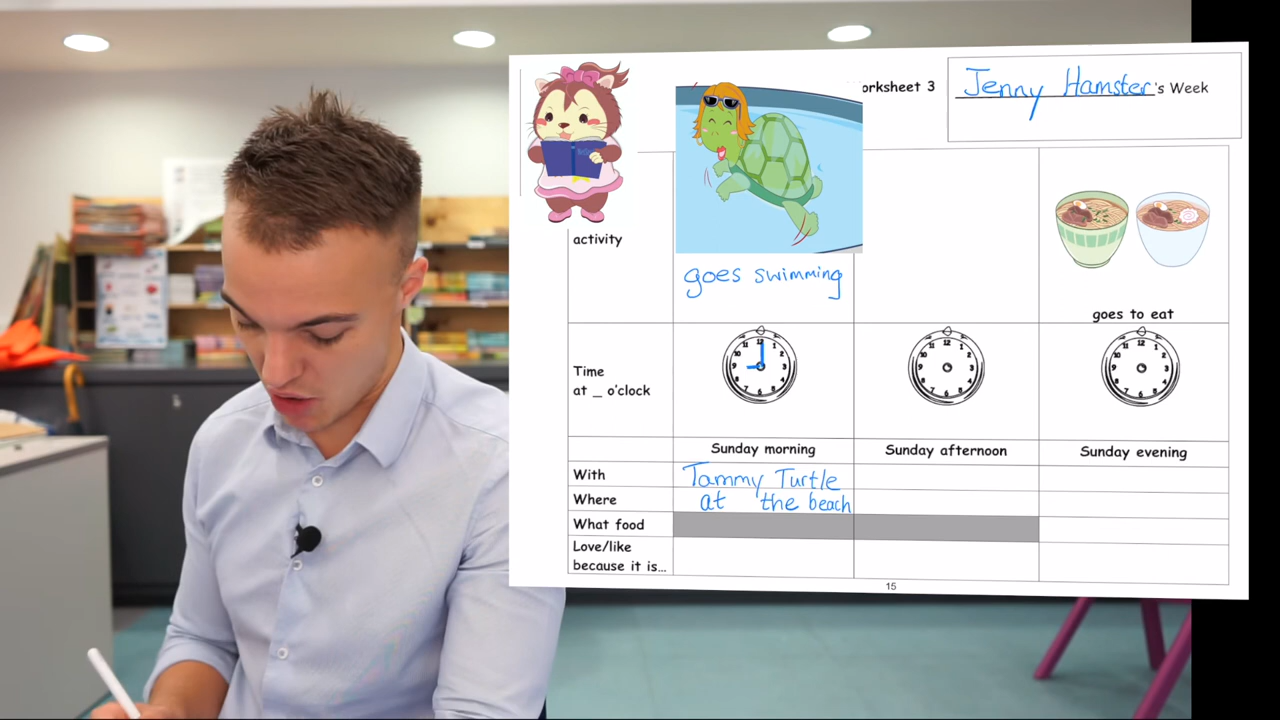 orksheet 3
Jenny Hamster's Week
activity
goes swimming
goes to eat
Time
at _ o'clock
Sunday morning
Sunday afternoon
Sunday evening
With
Tammy Turtle
Where
at the beach
What food
Love/like
because it is...
15